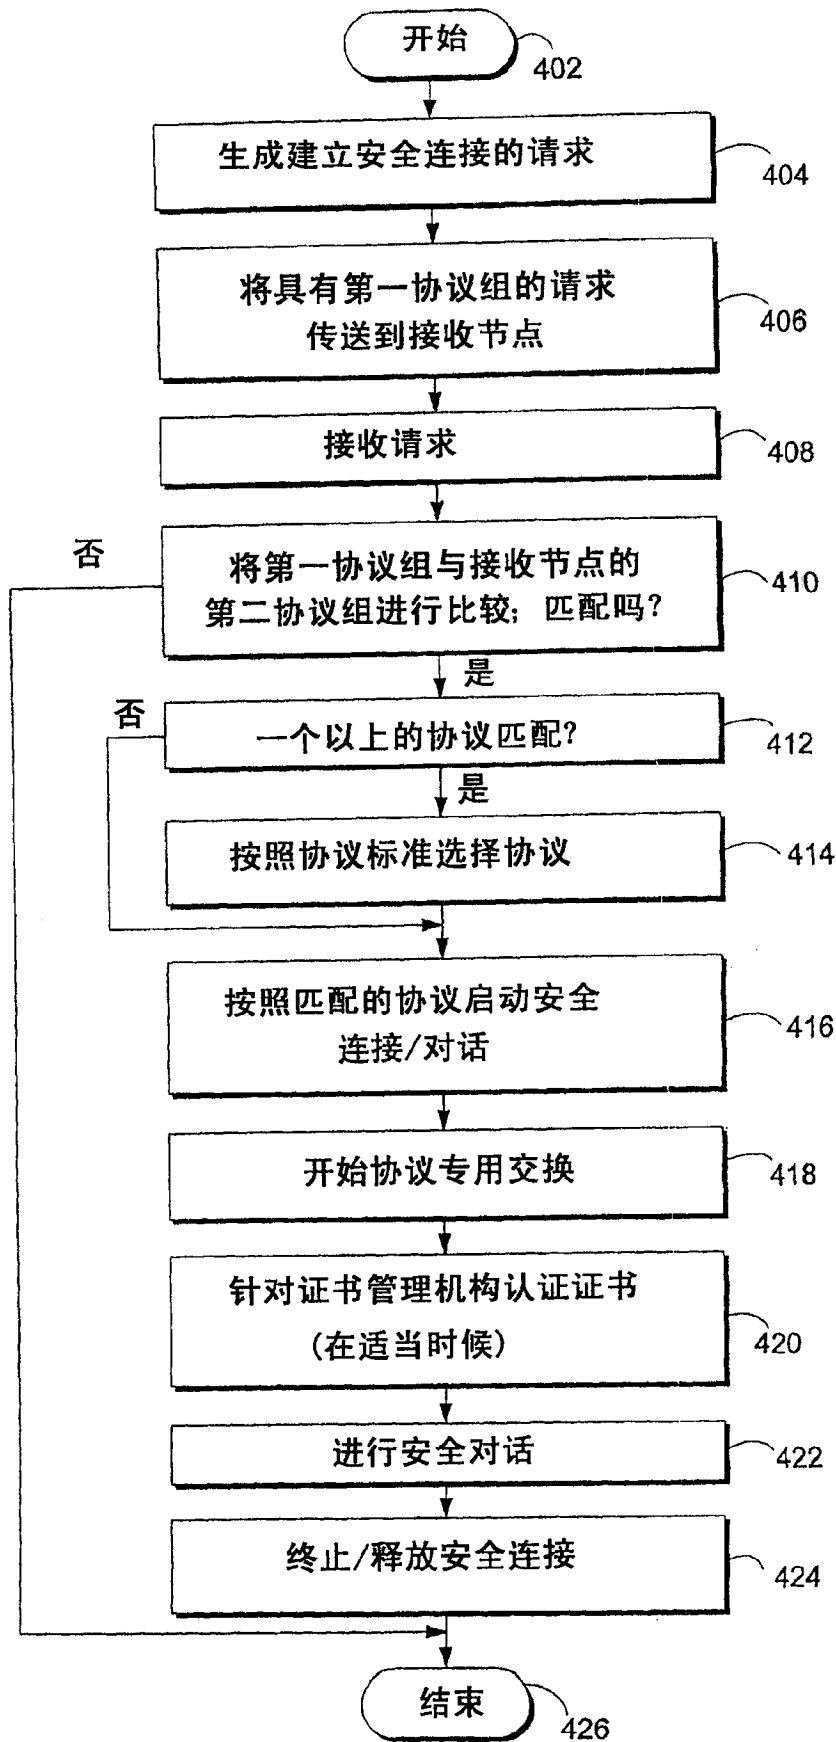 开始
402
生成建立安全连接的请求
404
将具有第一协议组的请求
传送到接收节点
406
接收请求
408
否
将第一协议组与接收节点的
第二协议组进行比较；匹配吗？
410
是
否
一个以上的协议匹配？
412
是
按照协议标准选择协议
414
按照匹配的协议启动安全
连接/对话
416
开始协议专用交换
418
针对证书管理机构认证证书
(在适当时候)
420
进行安全对话
422
终止/释放安全连接
424
结束
426